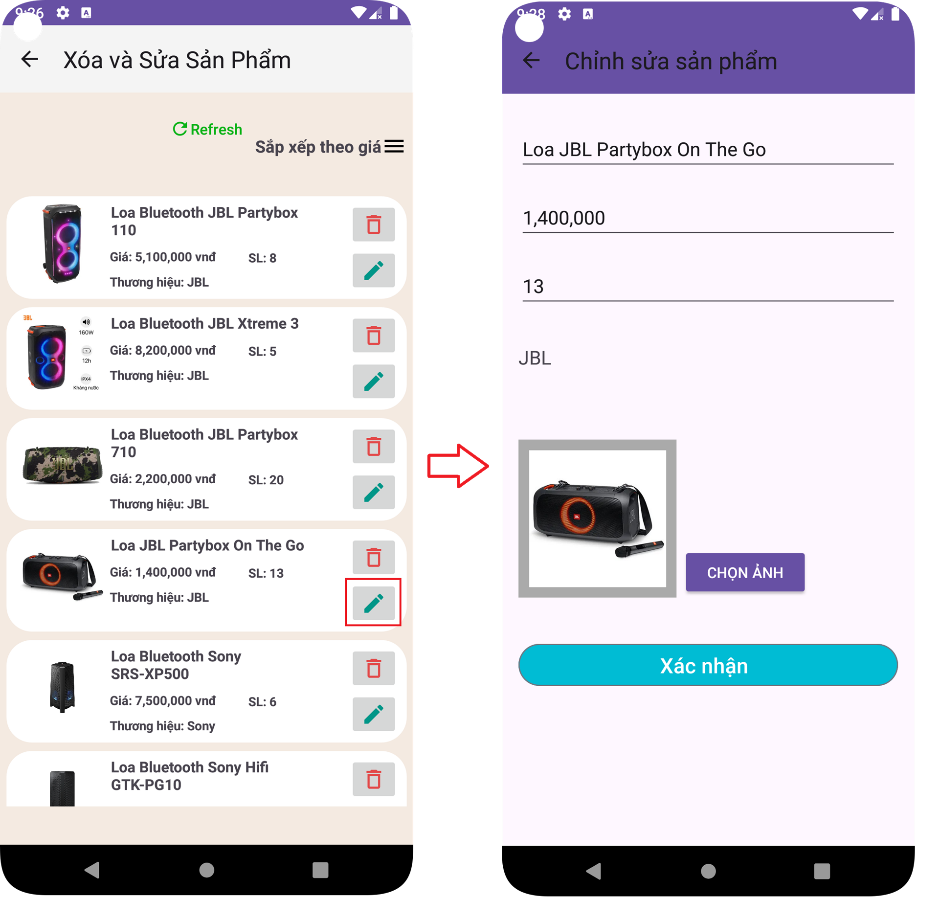 9:36
Xóa và Sửa Sản Phẩm
Refresh
Sắp xếp theo giá
Loa Bluetooth JBL Partybox
110
Giá: 5,100,000 vnđ SL: 8
Thương hiệu: JBL
JBL
160W
12h
IPX4
Kháng nước
Loa Bluetooth JBL Xtreme 3
Giá: 8,200,000 vnđ SL: 5
Thương hiệu: JBL
JBL
Loa Bluetooth JBL Partybox
710
Giá: 2,200,000 vnđ SL: 20
Thương hiệu: JBL
Loa JBL Partybox On The Go
Giá: 1,400,000 vnđ SL: 13
Thương hiệu: JBL
Loa Bluetooth Sony
SRS-XP500
Giá: 7,500,000 vnđ SL: 6
Thương hiệu: Sony
Loa Bluetooth Sony Hifi
GTK-PG10
9:38
Chỉnh sửa sản phẩm
Loa JBL Partybox On The Go
1,400,000
13
JBL
CHỌN ẢNH
Xác nhận